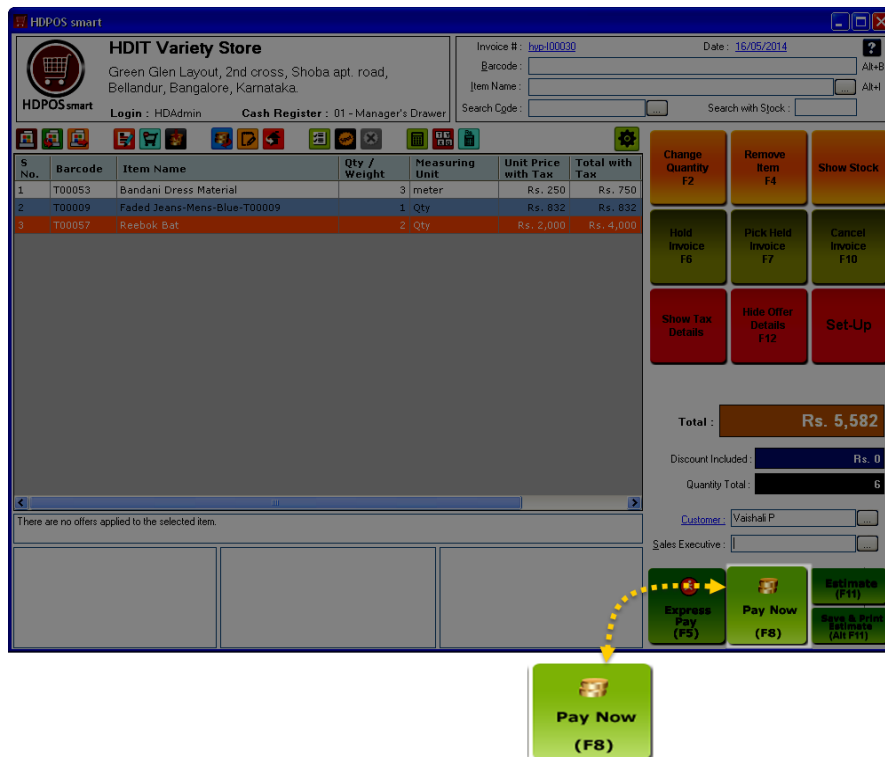 HDPOS smart
HDIT Variety Store
Green Glen Layout, 2nd cross, Shoba apt. road,
Bellandur, Bangalore, Karnataka.
HDPOS smart
Login : HDAdmin Cash Register : 01 - Manager's Drawer
Invoice # : hyp-I00030 Date : 16/05/2014 ?
Barcode : Alt+B
Item Name : ... Alt+I
Search Code : ... Search with Stock :
S No. Barcode Item Name Qty / Weight Measuring Unit Unit Price with Tax Total with Tax
1 T00053 Bandani Dress Material 3 meter Rs. 250 Rs. 750
2 T00009 Faded Jeans-Mens-Blue-T00009 1 Qty Rs. 832 Rs. 832
3 T00057 Reebok Bat 2 Qty Rs. 2,000 Rs. 4,000
Change Quantity F2
Remove Item F4
Show Stock
Hold Invoice F6
Pick Held Invoice F7
Cancel Invoice F10
Show Tax Details
Hide Offer Details F12
Set-Up
Total : Rs. 5,582
Discount Included : Rs. 0
Quantity Total : 6
There are no offers applied to the selected item.
Customer : Vaishali P ...
Sales Executive : ...
Express Pay (F5)
Pay Now (F8)
Estimate (F11)
Save & Print Estimate (Alt F11)
Pay Now
(F8)